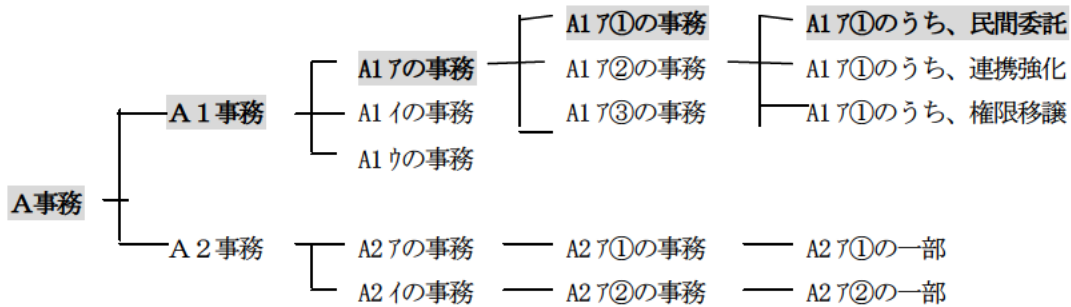 A1ｱ①の事務 A1ｱ①のうち、民間委託
A1ｱの事務 A1ｱ②の事務 A1ｱ①のうち、連携強化
A1事務 A1ｲの事務 A1ｱ③の事務 A1ｱ①のうち、権限移譲
A1ｳの事務
A事務
A2事務 A2ｱの事務 A2ｱ①の事務 A2ｱ①の一部
A2ｲの事務 A2ｱ②の事務 A2ｱ②の一部